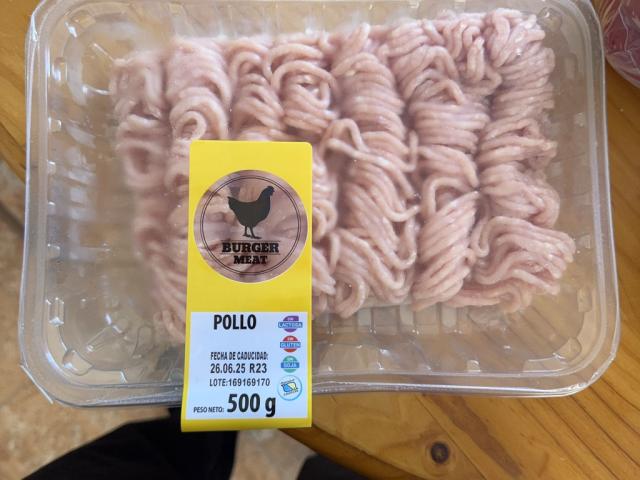 BURGER
MEAT
POLLO
SIN
LACTOSA
SIN
GLUTEN
SIN
SOJA
FECHA DE CADUCIDAD:
26.06.25 R23
LOTE:169169170
PESO NETO: 500 g